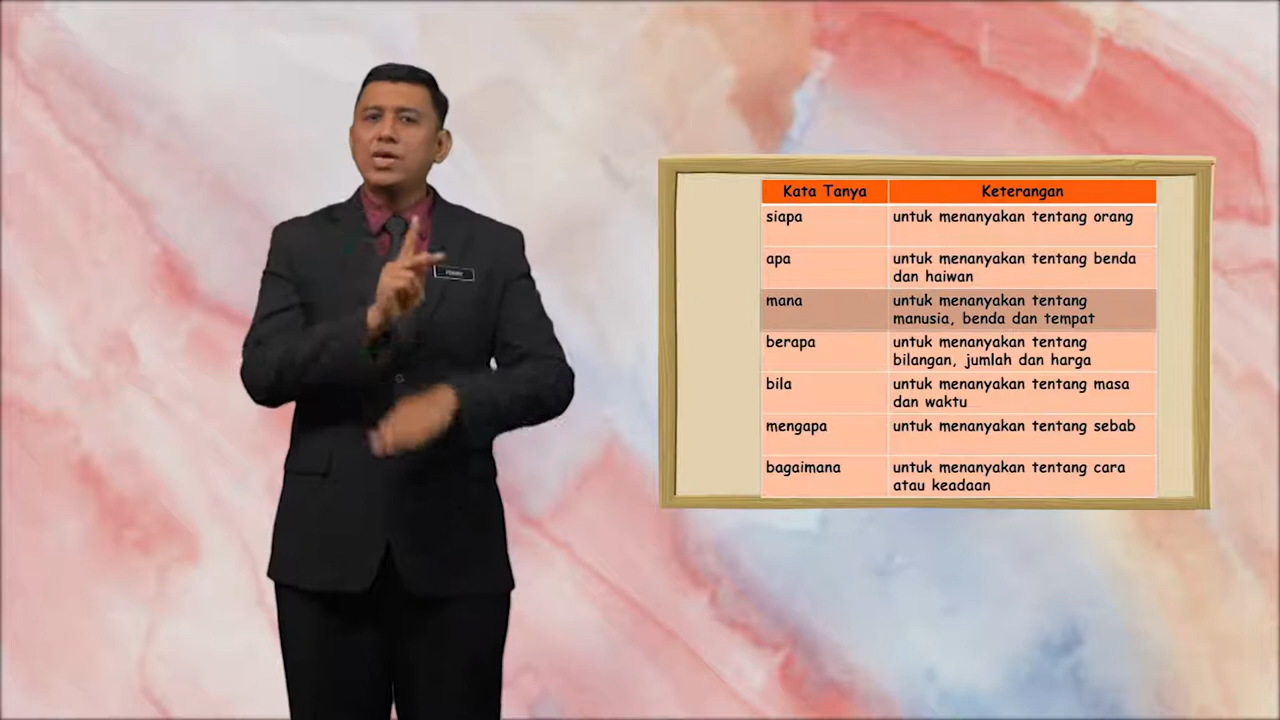 Kata Tanya Keterangan
siapa untuk menanyakan tentang orang
apa untuk menanyakan tentang benda
dan haiwan
mana untuk menanyakan tentang
manusia, benda dan tempat
berapa untuk menanyakan tentang
bilangan, jumlah dan harga
bila untuk menanyakan tentang masa
dan waktu
mengapa untuk menanyakan tentang sebab
bagaimana untuk menanyakan tentang cara
atau keadaan